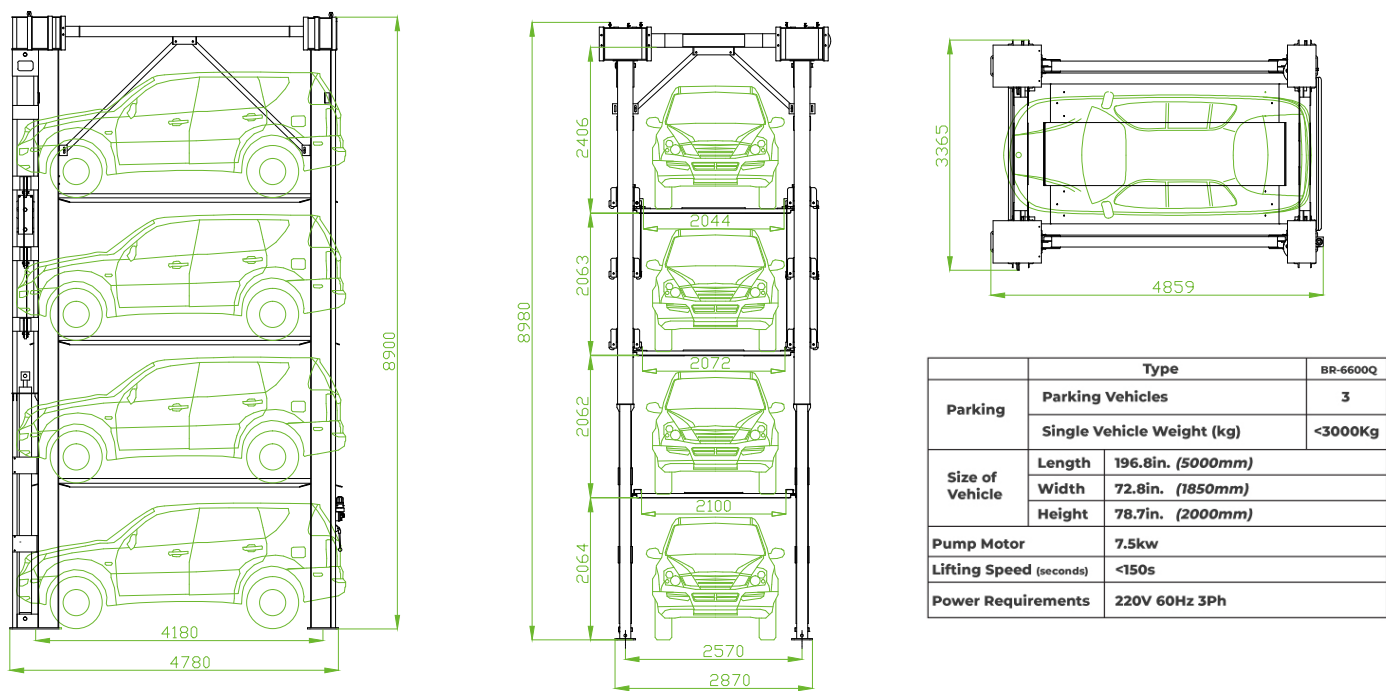 8900
4180
4780
8980
2406
2044
2063
2072
2062
2100
2064
2570
2870
3365
4859
Type BR-6600Q
Parking Parking Vehicles 3
Single Vehicle Weight (kg) <3000Kg
Size of Vehicle Length 196.8in. (5000mm)
Width 72.8in. (1850mm)
Height 78.7in. (2000mm)
Pump Motor 7.5kw
Lifting Speed (seconds) <150s
Power Requirements 220V 60Hz 3Ph